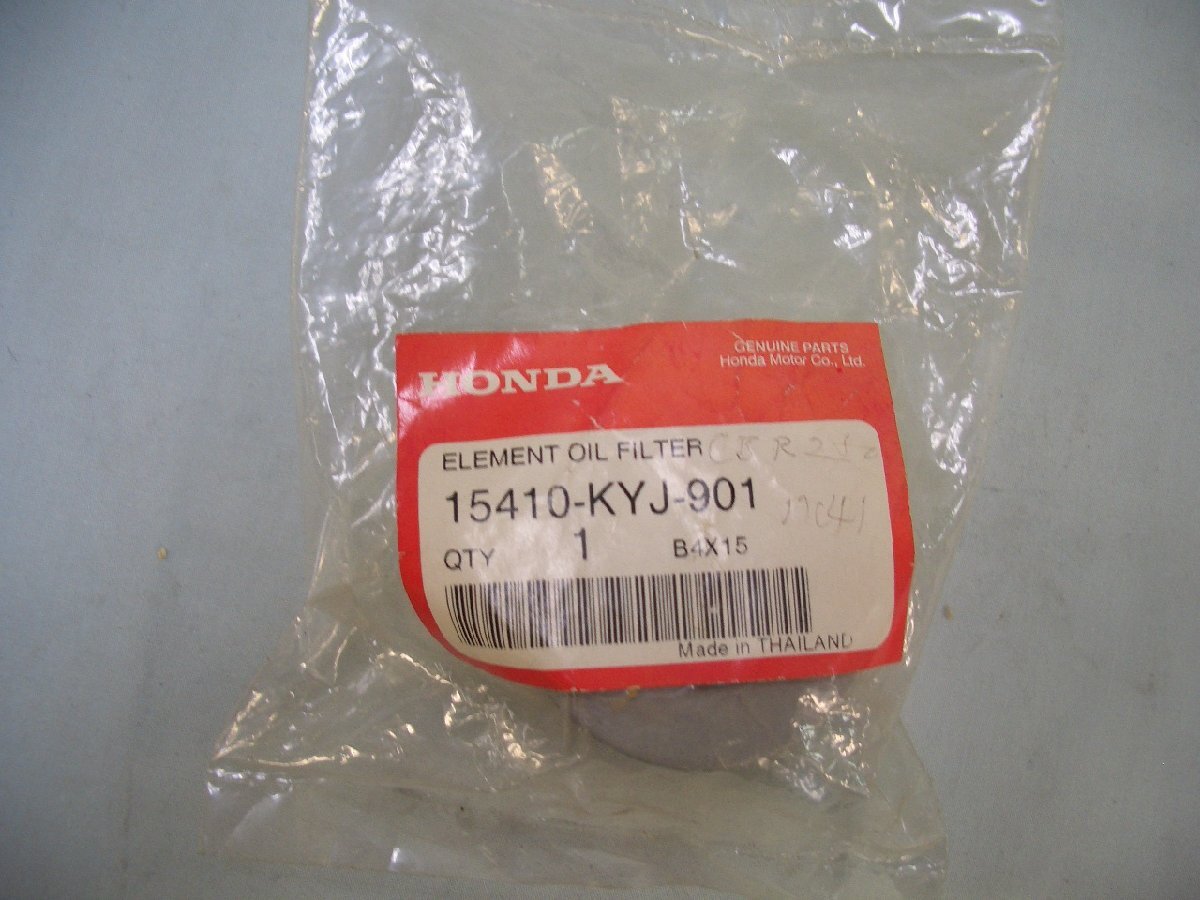 HONDA
GENUINE PARTS
Honda Motor Co., Ltd.
ELEMENT OIL FILTER CBR250
15410-KYJ-901
QTY 1 B4X15
Made in THAILAND